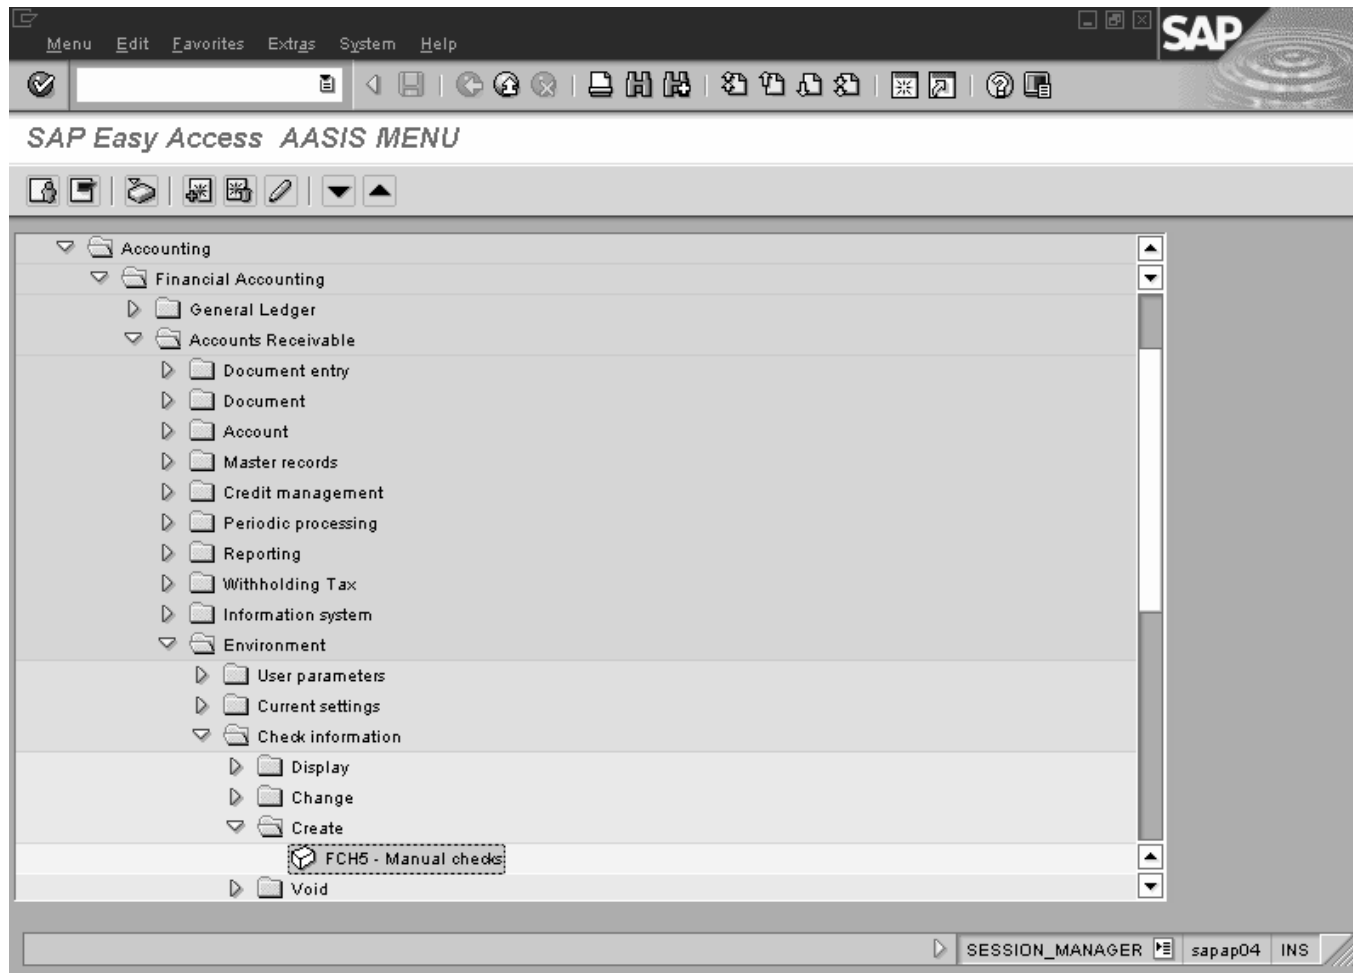 SAP
Menu Edit Favorites Extras System Help
SAP Easy Access AASIS MENU
Accounting
Financial Accounting
General Ledger
Accounts Receivable
Document entry
Document
Account
Master records
Credit management
Periodic processing
Reporting
Withholding Tax
Information system
Environment
User parameters
Current settings
Check information
Display
Change
Create
FCH5 - Manual checks
Void
SESSION_MANAGER sapap04 INS